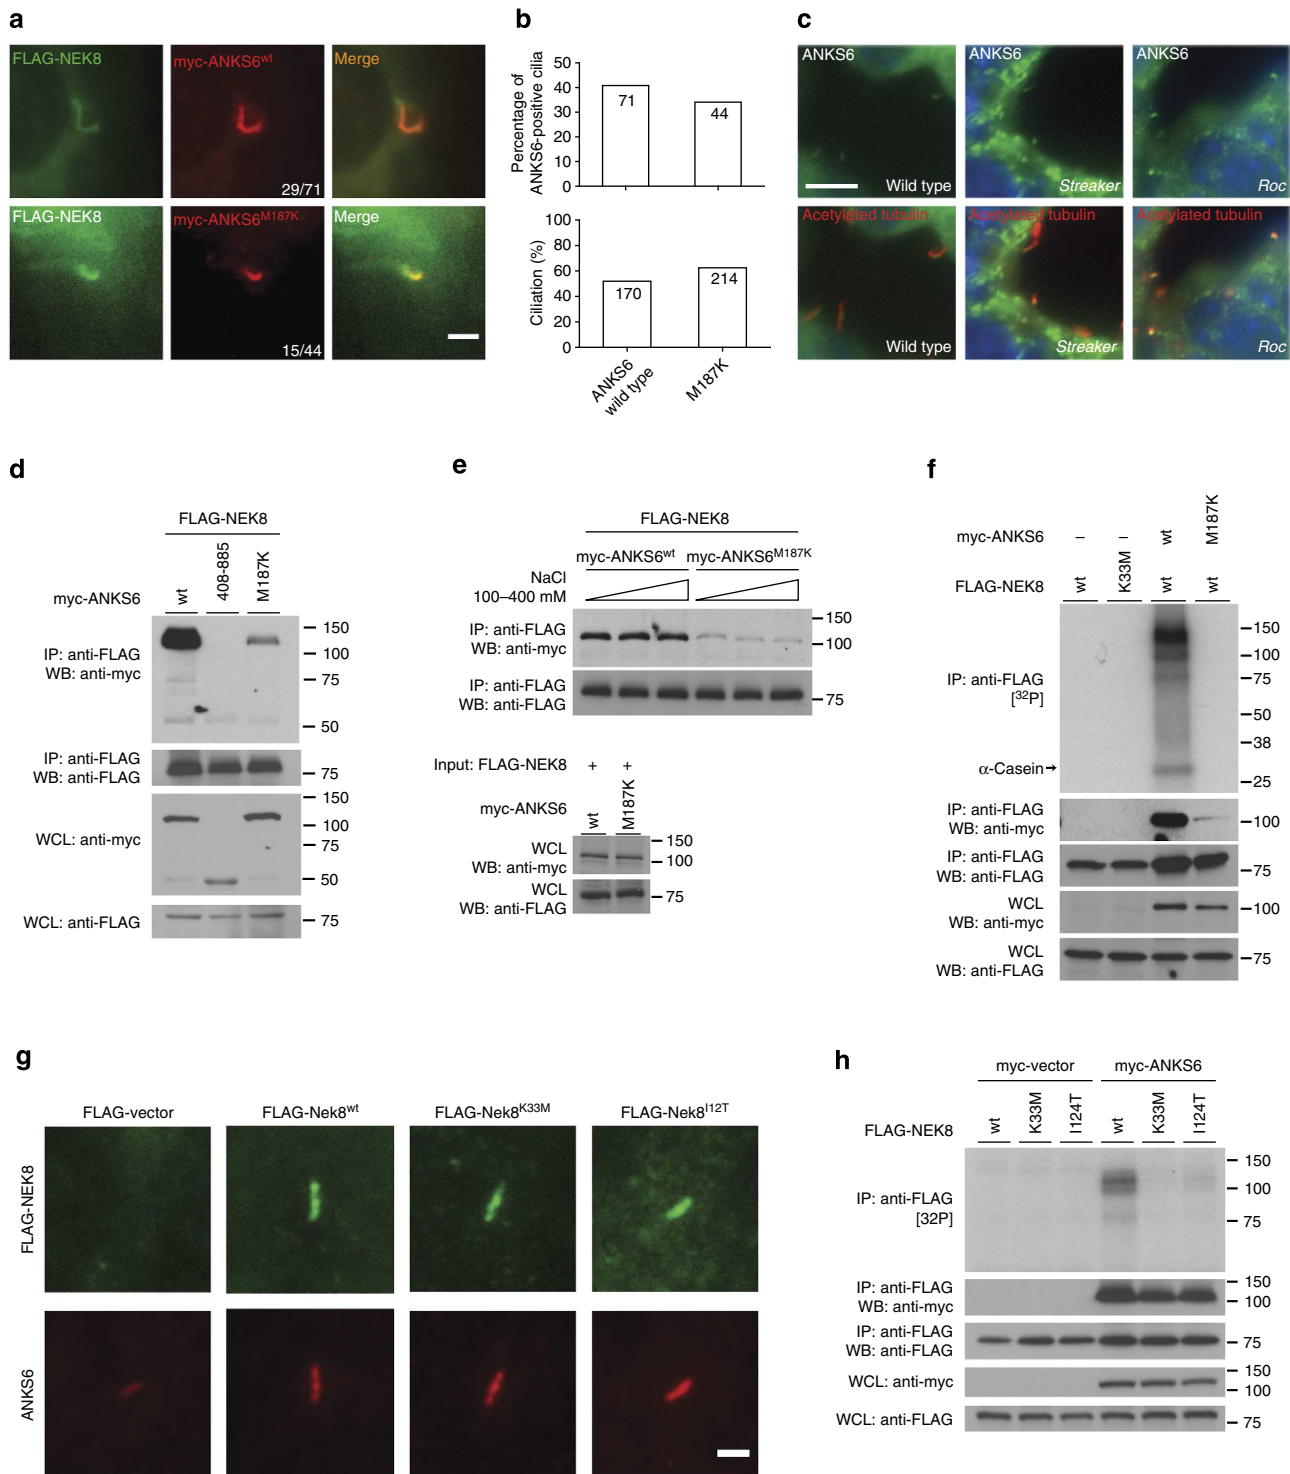 a
FLAG-NEK8
myc-ANKS6wt
Merge
29/71
FLAG-NEK8
myc-ANKS6M187K
Merge
15/44
b
Percentage of
ANKS6-positive cilia
50
40
30
20
10
0
71
44
Ciliation (%)
100
80
60
40
20
0
170
214
ANKS6
wild type
M187K
c
ANKS6
Wild type
ANKS6
Streaker
ANKS6
Roc
Acetylated tubulin
Wild type
Acetylated tubulin
Streaker
Acetylated tubulin
Roc
d
FLAG-NEK8
myc-ANKS6
wt
408-885
M187K
IP: anti-FLAG
WB: anti-myc
150
100
75
50
IP: anti-FLAG
WB: anti-FLAG
75
WCL: anti-myc
150
100
75
50
WCL: anti-FLAG
75
e
FLAG-NEK8
myc-ANKS6wt
myc-ANKS6M187K
NaCl
100–400 mM
IP: anti-FLAG
WB: anti-myc
150
100
IP: anti-FLAG
WB: anti-FLAG
75
Input: FLAG-NEK8
+
+
myc-ANKS6
wt
M187K
WCL
WB: anti-myc
150
100
WCL
WB: anti-FLAG
75
f
myc-ANKS6
–
–
wt
M187K
FLAG-NEK8
wt
K33M
wt
wt
IP: anti-FLAG
[32P]
150
100
75
50
38
25
α-Casein
IP: anti-FLAG
WB: anti-myc
100
IP: anti-FLAG
WB: anti-FLAG
75
WCL
WB: anti-myc
100
WCL
WB: anti-FLAG
75
g
FLAG-vector
FLAG-Nek8wt
FLAG-Nek8K33M
FLAG-Nek8I12T
FLAG-NEK8
ANKS6
h
myc-vector
myc-ANKS6
FLAG-NEK8
wt
K33M
I124T
wt
K33M
I124T
IP: anti-FLAG
[32P]
150
100
75
IP: anti-FLAG
WB: anti-myc
150
100
IP: anti-FLAG
WB: anti-FLAG
75
WCL: anti-myc
150
100
WCL: anti-FLAG
75